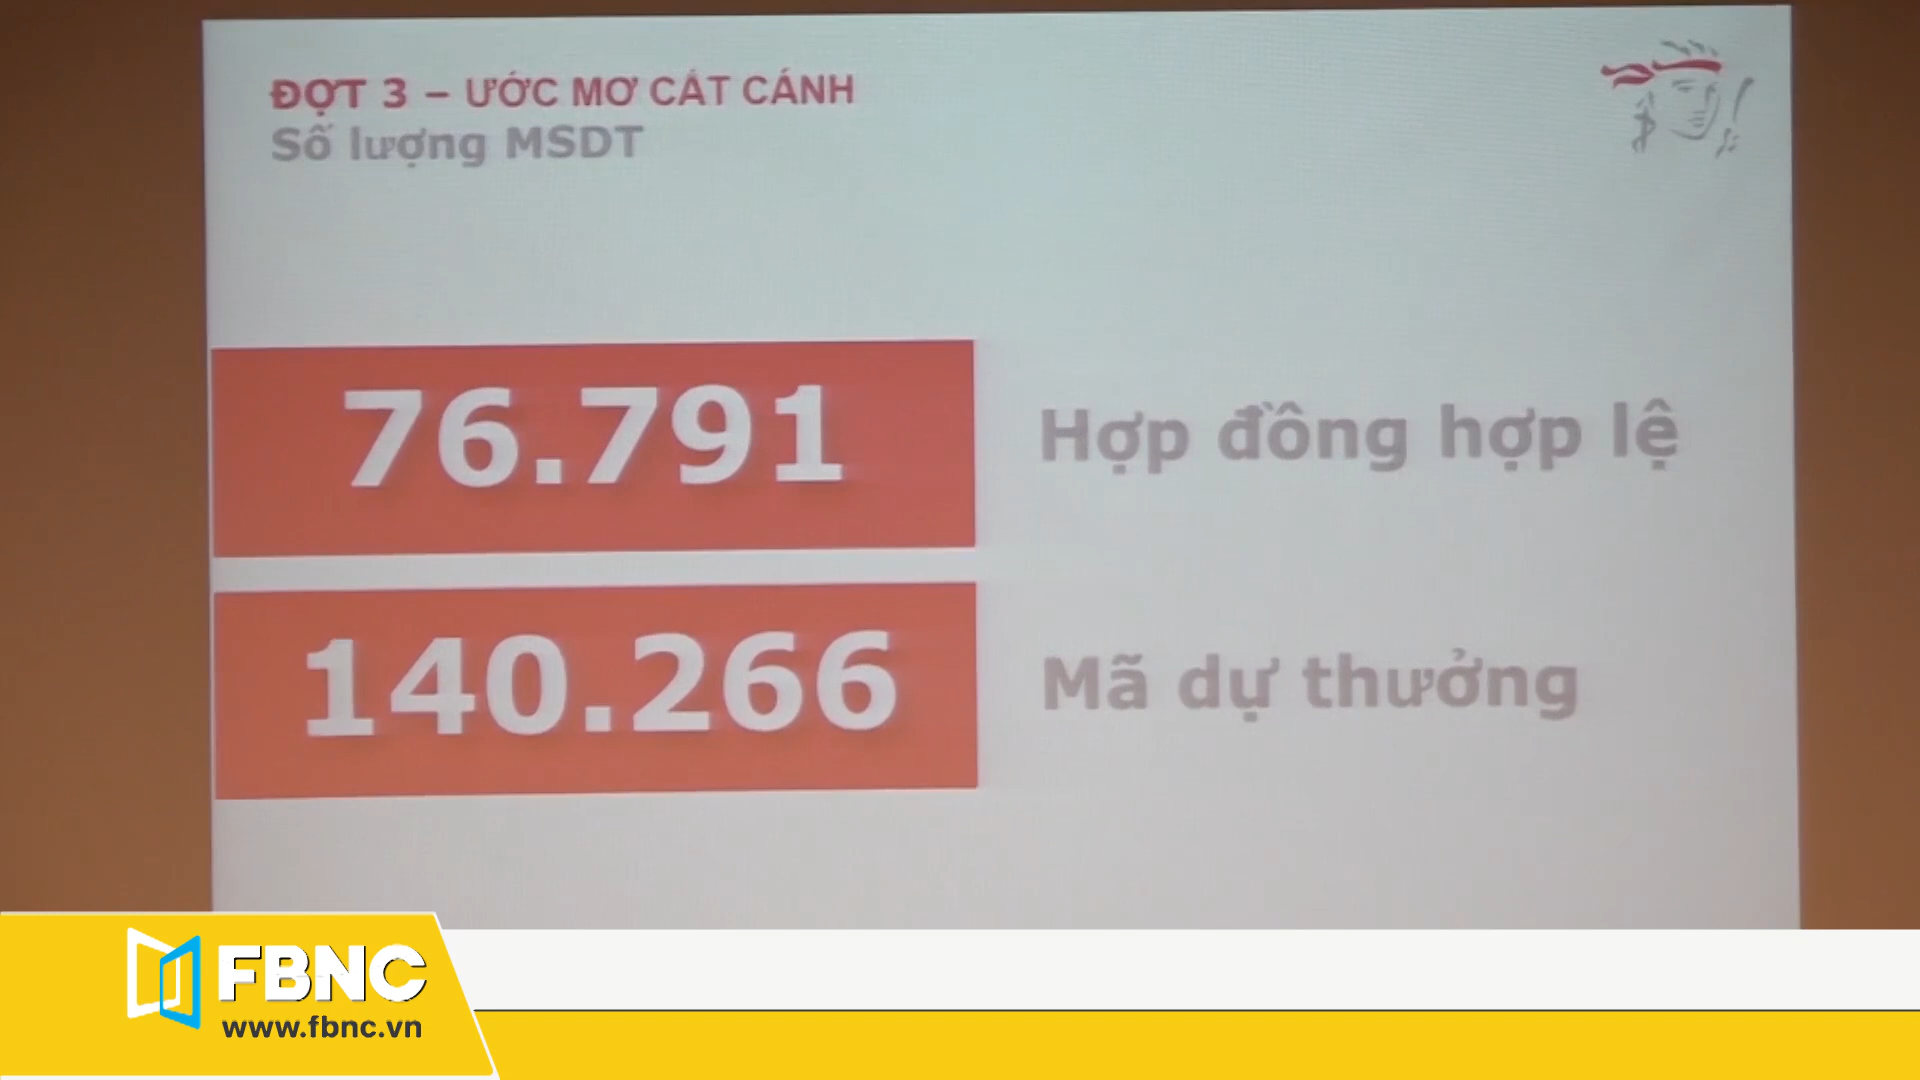 ĐỢT 3 – ƯỚC MƠ CẤT CÁNH
Số lượng MSDT
76.791
Hợp đồng hợp lệ
140.266
Mã dự thưởng
FBNC
www.fbnc.vn